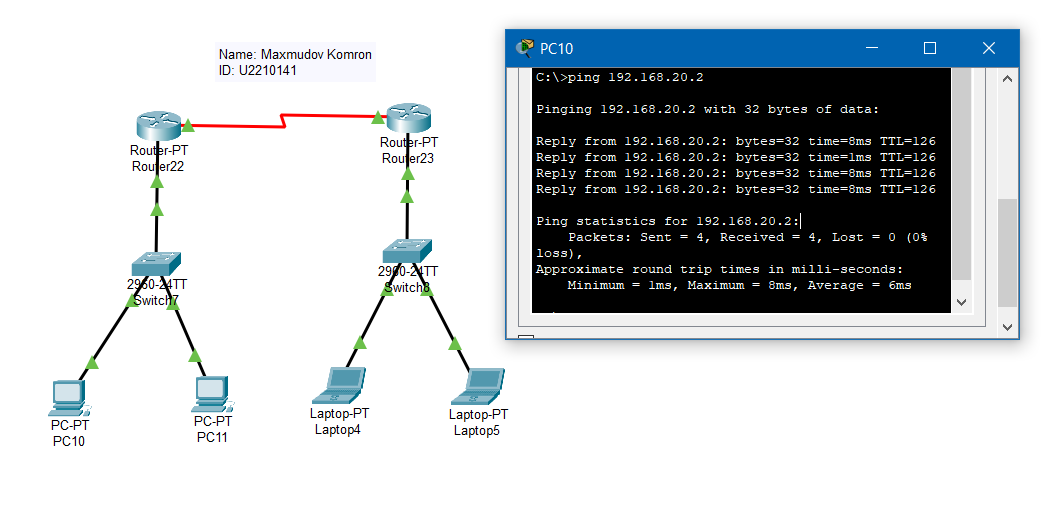 Name: Maxmudov Komron
ID: U2210141
Router-PT
Router22
Router-PT
Router23
2960-24TT
Switch7
2960-24TT
Switch8
PC-PT
PC10
PC-PT
PC11
Laptop-PT
Laptop4
Laptop-PT
Laptop5
PC10
C:\>ping 192.168.20.2
Pinging 192.168.20.2 with 32 bytes of data:
Reply from 192.168.20.2: bytes=32 time=8ms TTL=126
Reply from 192.168.20.2: bytes=32 time=1ms TTL=126
Reply from 192.168.20.2: bytes=32 time=8ms TTL=126
Reply from 192.168.20.2: bytes=32 time=8ms TTL=126
Ping statistics for 192.168.20.2:
Packets: Sent = 4, Received = 4, Lost = 0 (0%
loss),
Approximate round trip times in milli-seconds:
Minimum = 1ms, Maximum = 8ms, Average = 6ms